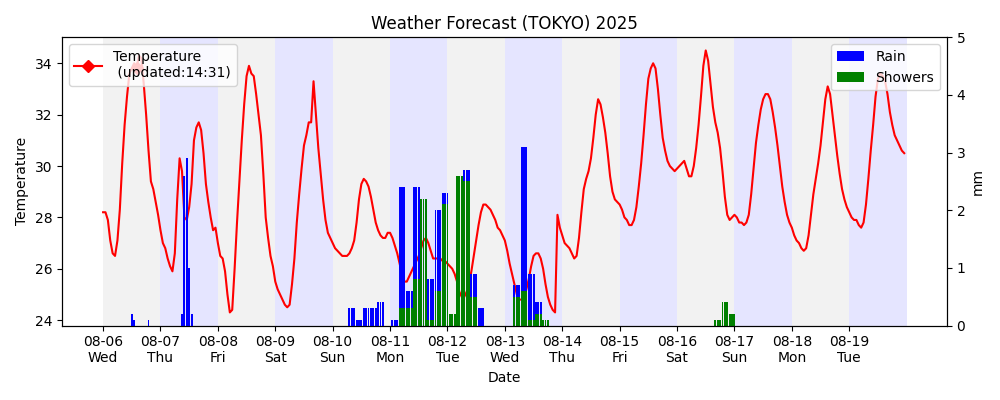 Weather Forecast (TOKYO) 2025
Temperature
(updated:14:31)
Rain
Showers
Temperature
34
32
30
28
26
24
5
4
3
2
1
0
mm
08-06 08-07 08-08 08-09 08-10 08-11 08-12 08-13 08-14 08-15 08-16 08-17 08-18 08-19
Wed Thu Fri Sat Sun Mon Tue Wed Thu Fri Sat Sun Mon Tue
Date